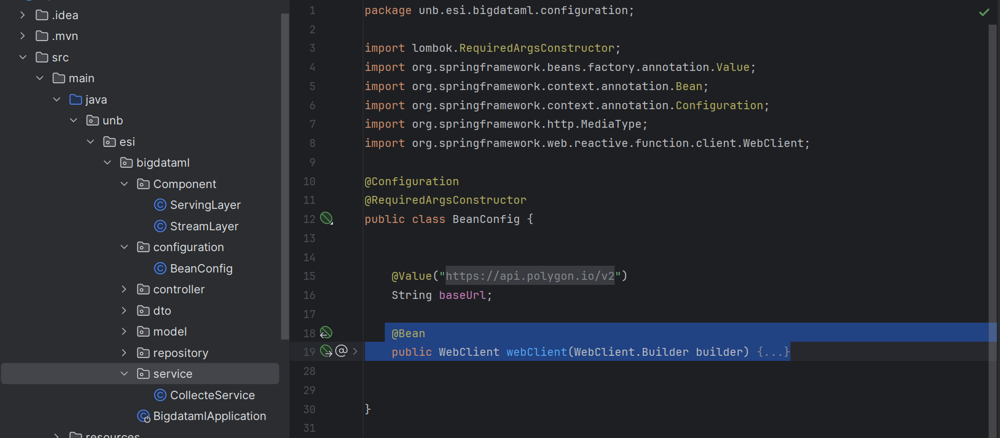 .idea
.mvn
src
main
java
unb
esi
bigdataml
Component
ServingLayer
StreamLayer
configuration
BeanConfig
controller
dto
model
repository
service
CollecteService
BigdatamlApplication
resources
1 package unb.esi.bigdataml.configuration;
2
3 import lombok.RequiredArgsConstructor;
4 import org.springframework.beans.factory.annotation.Value;
5 import org.springframework.context.annotation.Bean;
6 import org.springframework.context.annotation.Configuration;
7 import org.springframework.http.MediaType;
8 import org.springframework.web.reactive.function.client.WebClient;
9
10 @Configuration
11 @RequiredArgsConstructor
12 public class BeanConfig {
13
14
15 @Value("https://api.polygon.io/v2")
16 String baseUrl;
17
18 @Bean
19 public WebClient webClient(WebClient.Builder builder) {...}
28
29
30 }
31